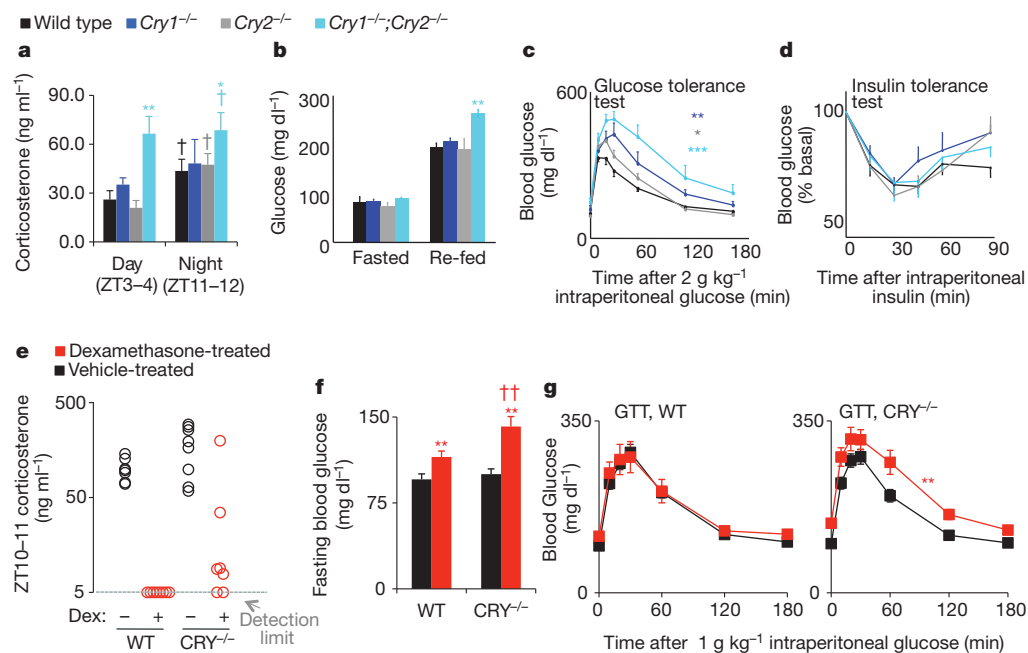 Wild type Cry1–/– Cry2–/– Cry1–/–;Cry2–/–
a
Corticosterone (ng ml–1)
90.0
60.0
30.0
0.0
**
†
†
*
†
Day
(ZT3–4)
Night
(ZT11–12)
b
Glucose (mg dl–1)
300
200
100
0
**
Fasted
Re-fed
c
Glucose tolerance
test
Blood glucose
(mg dl–1)
600
0
**
*
***
0 60 120 180
Time after 2 g kg–1
intraperitoneal glucose (min)
d
Insulin tolerance
test
Blood glucose
(% basal)
100
50
0 30 60 90
Time after intraperitoneal
insulin (min)
e
Dexamethasone-treated
Vehicle-treated
ZT10–11 corticosterone
(ng ml–1)
500
50
5
Dex: – + – +
WT CRY–/–
Detection
limit
f
Fasting blood glucose
(mg dl–1)
150
75
0
**
††
**
WT CRY–/–
g
Blood Glucose
(mg dl–1)
GTT, WT
350
0
0 60 120 180
GTT, CRY–/–
350
0
**
0 60 120 180
Time after 1 g kg–1 intraperitoneal glucose (min)